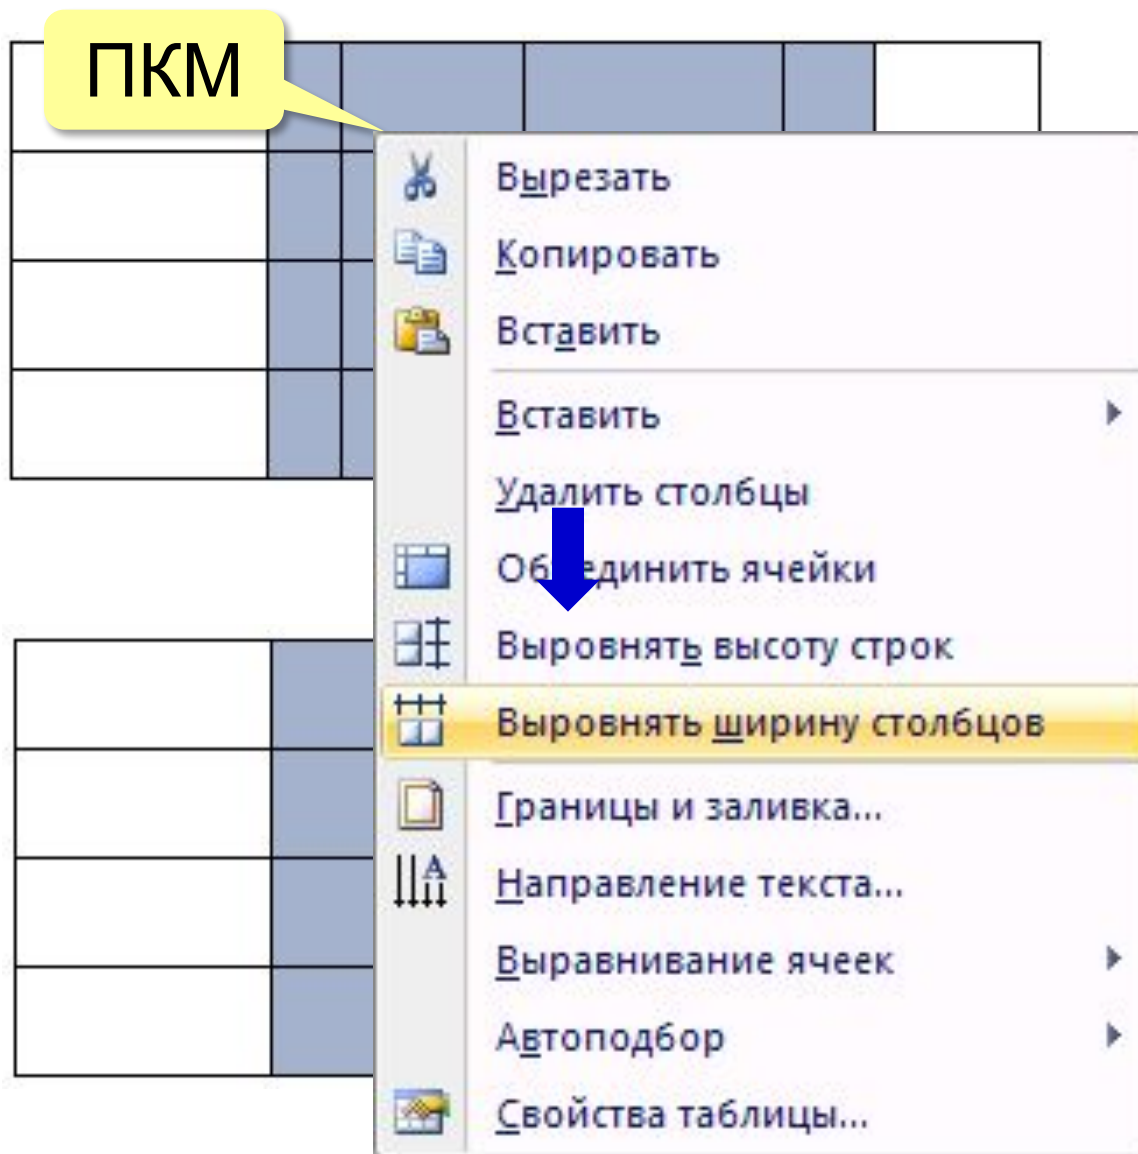 ПКМ
Вырезать
Копировать
Вставить
Вставить
Удалить столбцы
Объединить ячейки
Выровнять высоту строк
Выровнять ширину столбцов
Границы и заливка...
Направление текста...
Выравнивание ячеек
Автоподбор
Свойства таблицы...